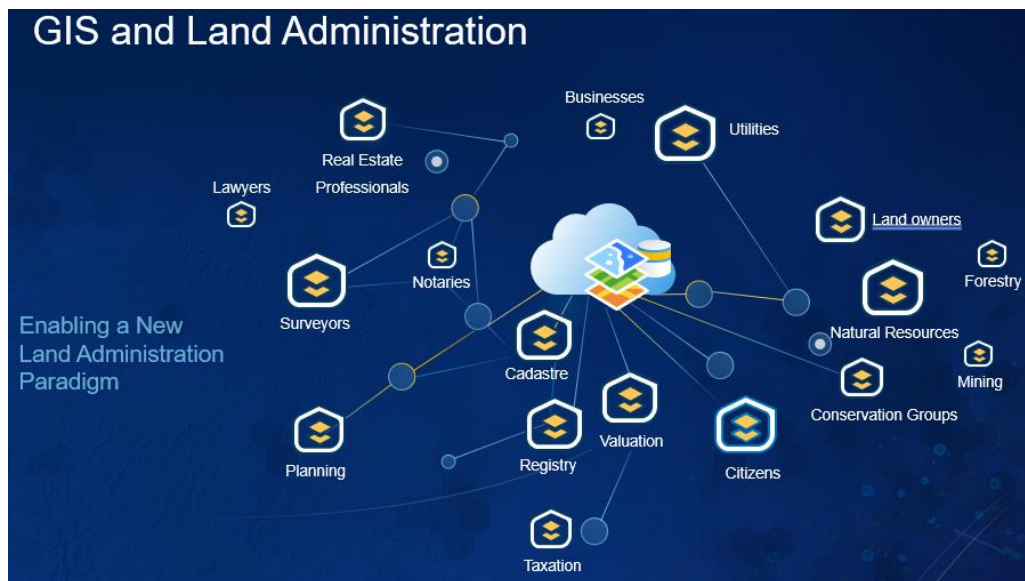 GIS and Land Administration
Businesses
Utilities
Real Estate
Professionals
Lawyers
Land owners
Notaries
Forestry
Surveyors
Natural Resources
Enabling a New
Land Administration
Paradigm
Cadastre
Mining
Conservation Groups
Planning
Registry
Valuation
Citizens
Taxation